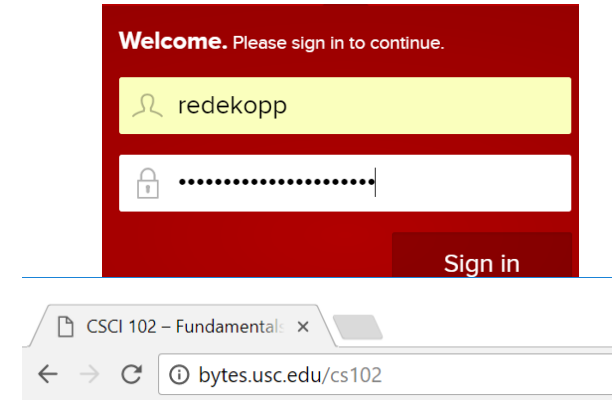 Welcome. Please sign in to continue.
redekopp
••••••••••••••••••••••
Sign in
CSCI 102 – Fundamentals
bytes.usc.edu/cs102